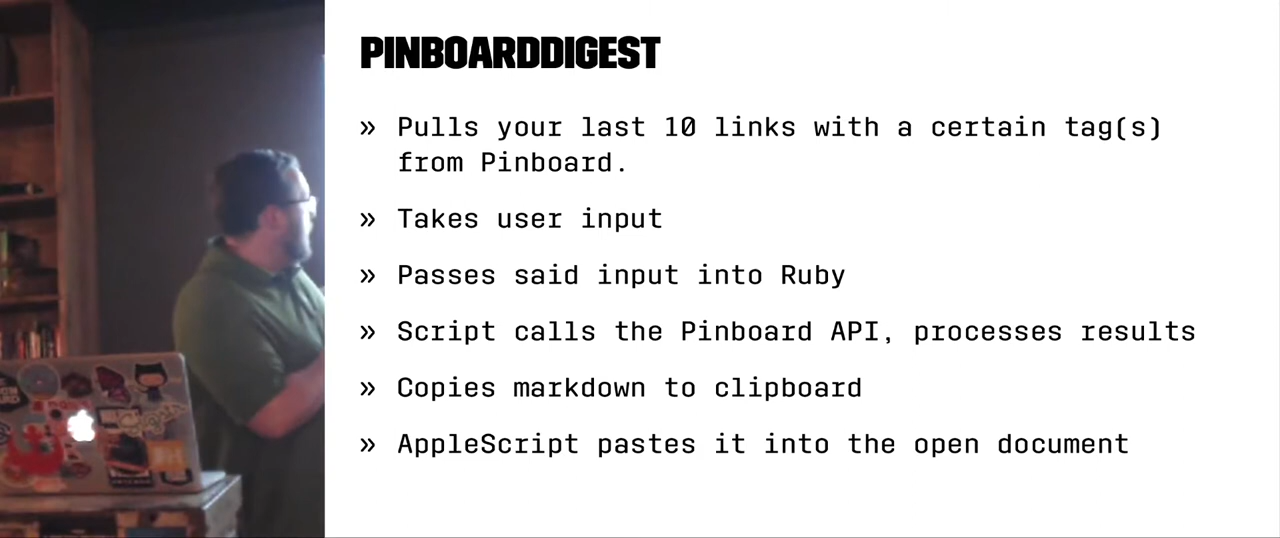 PINBOARDDIGEST
» Pulls your last 10 links with a certain tag(s)
from Pinboard.
» Takes user input
» Passes said input into Ruby
» Script calls the Pinboard API, processes results
» Copies markdown to clipboard
» AppleScript pastes it into the open document